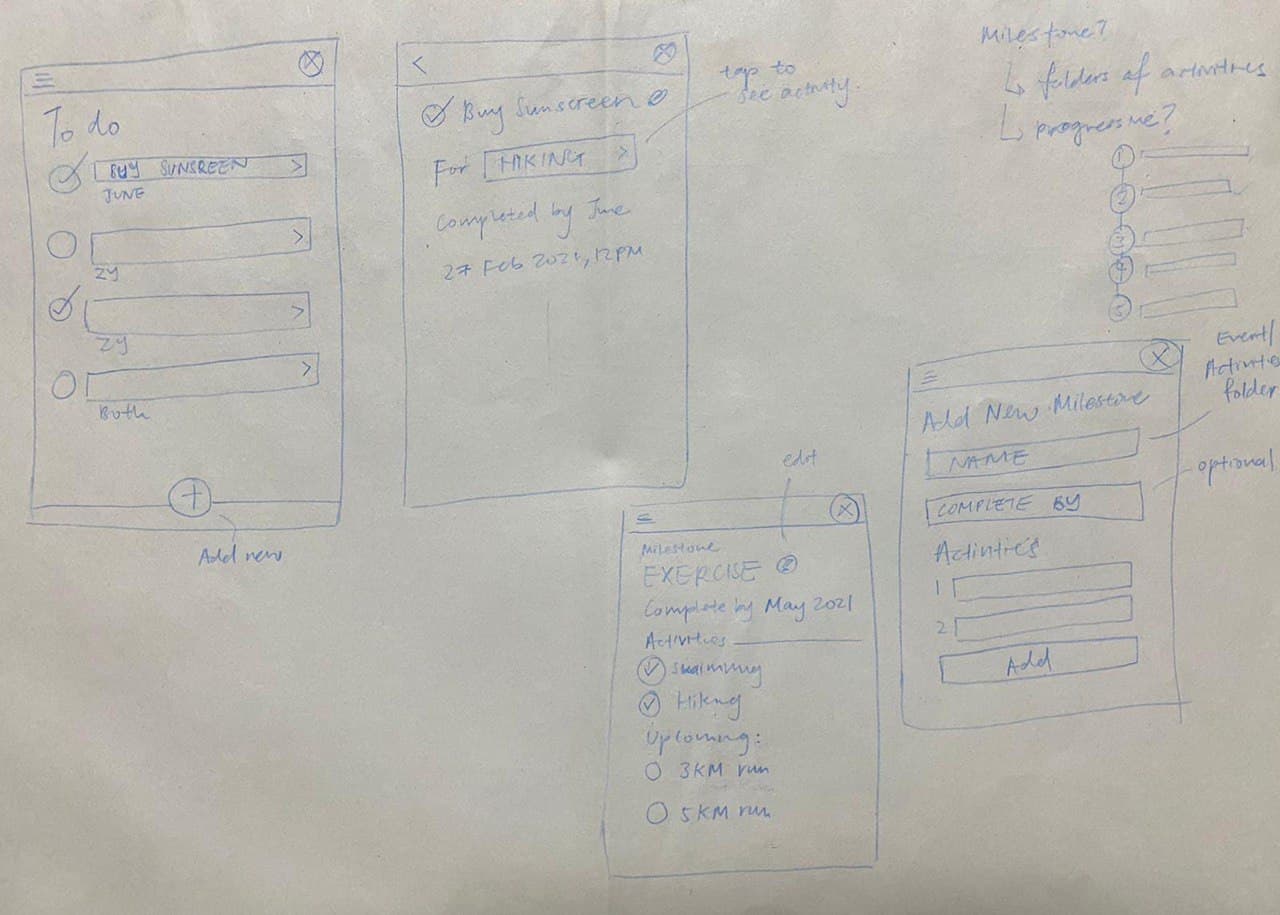 To do
BUY SUNSREEN
JUNE
ZY
ZY
Both
Add new
Buy Sunscreen
For HIKING
Completed by June
27 Feb 2021, 12PM
tap to
see activity.
Milestone?
folders of activities
progressive?
1
2
3
4
5
edit
Milestone
EXERCISE
Complete by May 2021
Activities
Swimming
Hiking
Upcoming:
3KM run
5KM run
Add New Milestone
NAME
COMPLETE BY
Activities
1
2
Add
Event/
Activities
folder
optional